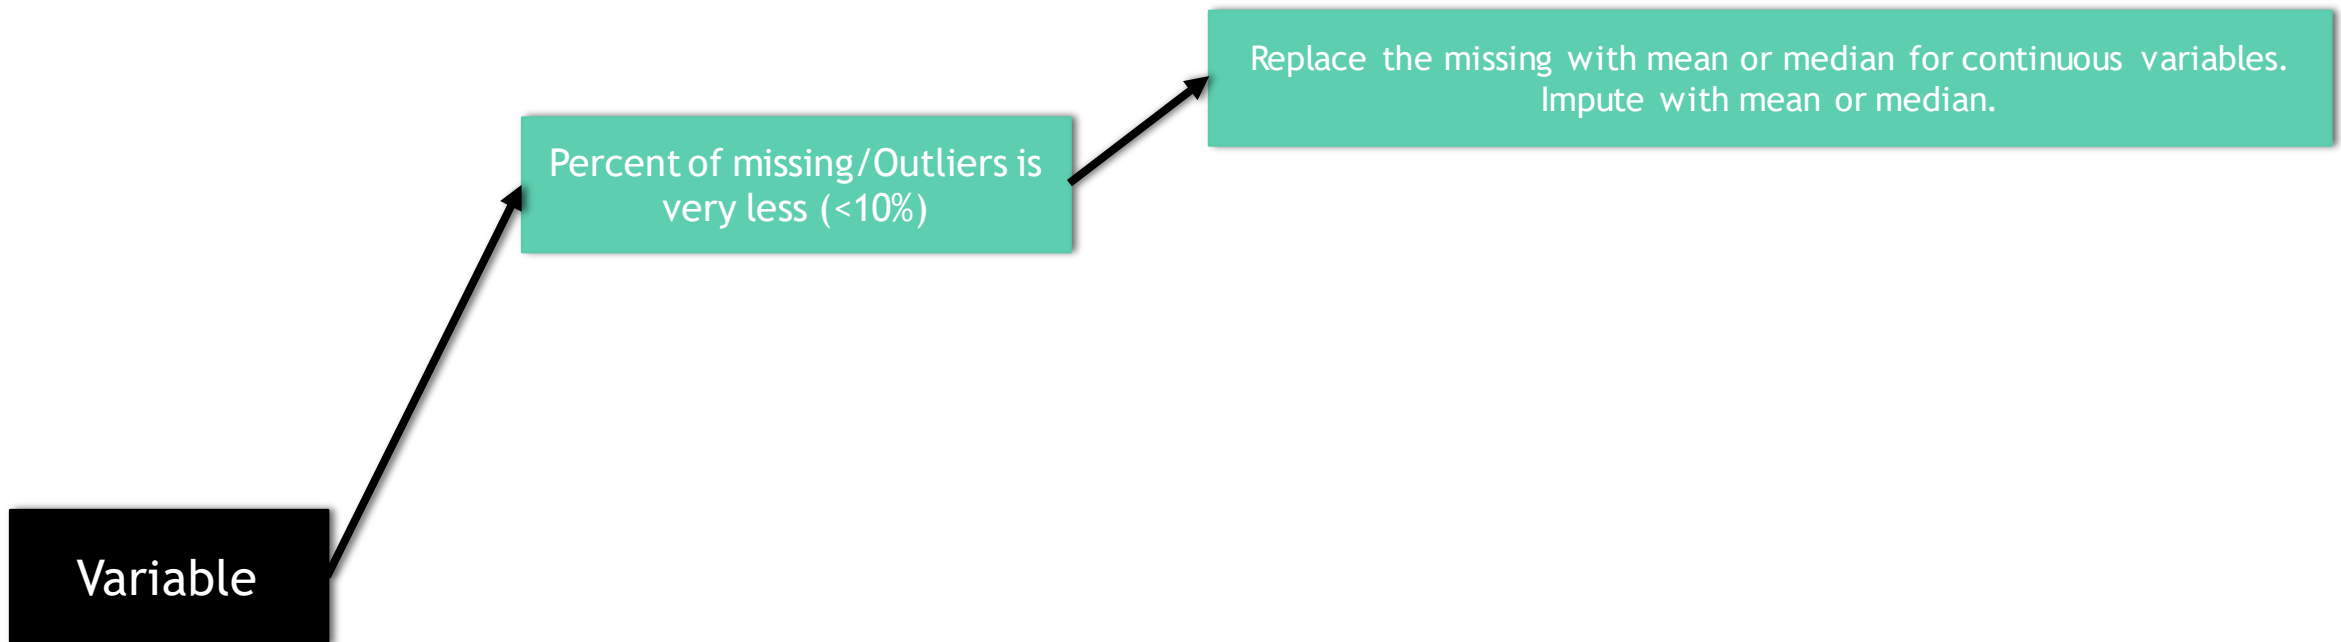 Replace the missing with mean or median for continuous variables.
Impute with mean or median.
Percent of missing/Outliers is
very less (<10%)
Variable